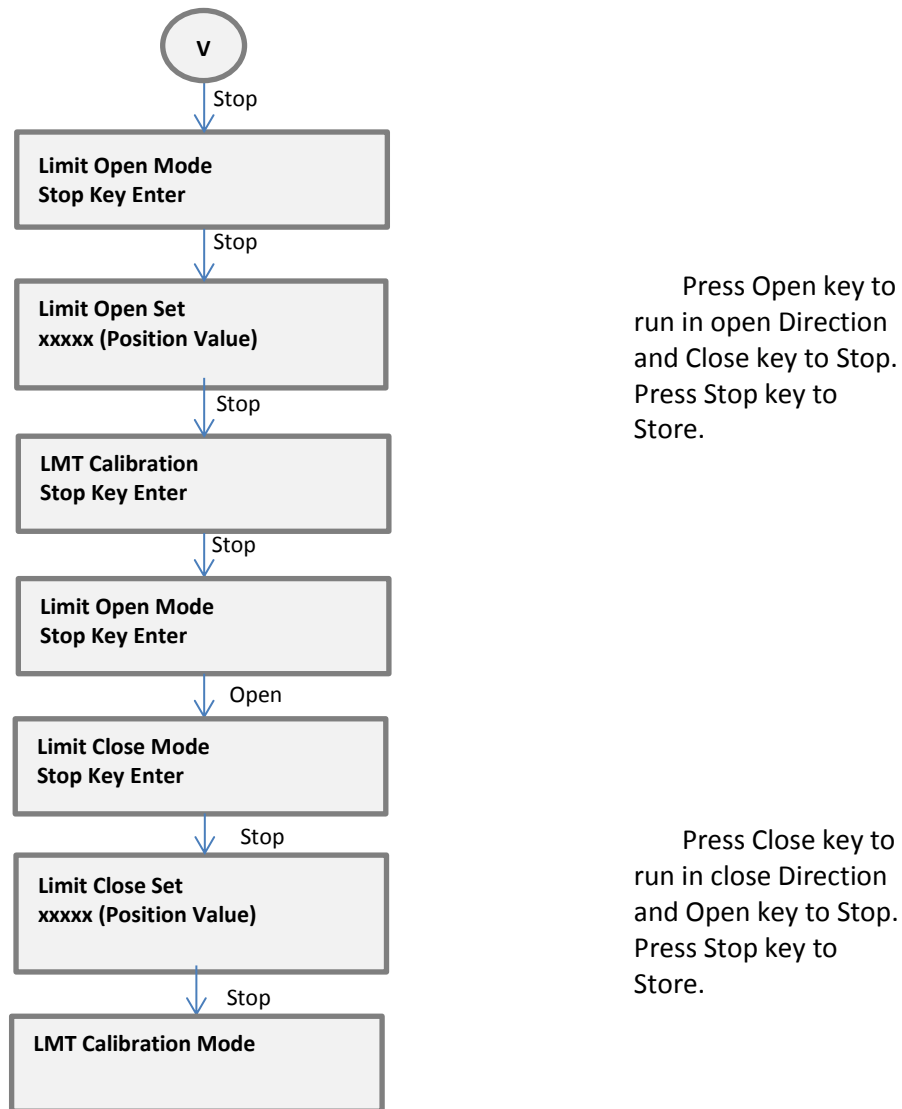 V
Stop
Limit Open Mode
Stop Key Enter
Stop
Limit Open Set
xxxxx (Position Value)
Press Open key to
run in open Direction
and Close key to Stop.
Press Stop key to
Store.
Stop
LMT Calibration
Stop Key Enter
Stop
Limit Open Mode
Stop Key Enter
Open
Limit Close Mode
Stop Key Enter
Stop
Limit Close Set
xxxxx (Position Value)
Press Close key to
run in close Direction
and Open key to Stop.
Press Stop key to
Store.
Stop
LMT Calibration Mode